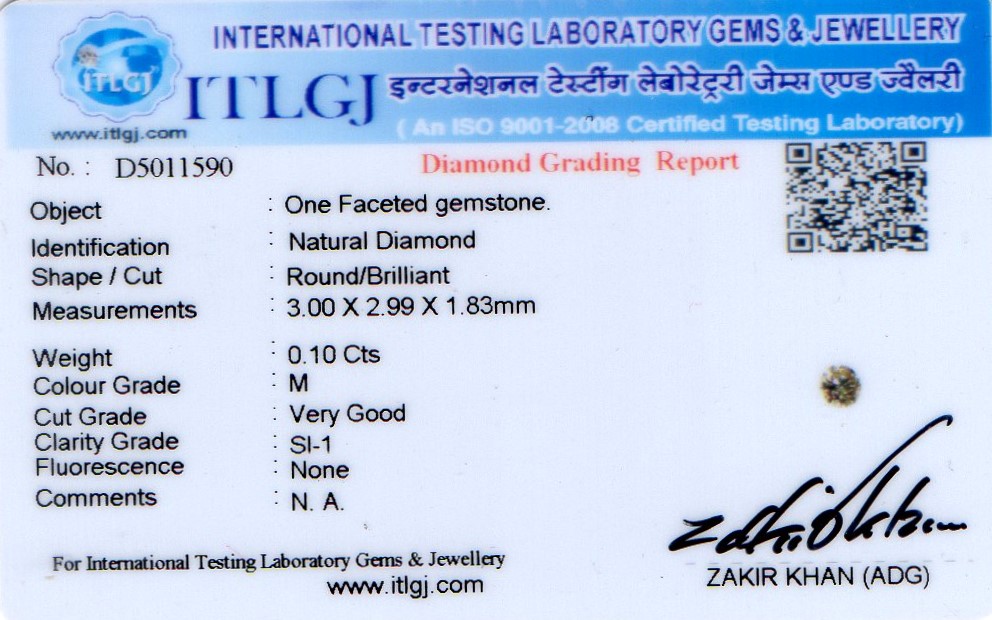 INTERNATIONAL TESTING LABORATORY GEMS & JEWELLERY
ITLGJ
ITLGJ
इन्टरनेशनल टेस्टींग लेबोरेट्ररी जेम्स एण्ड ज्वैलरी
www.itlgj.com
( An ISO 9001-2008 Certified Testing Laboratory)
No. : D5011590
Diamond Grading Report
Object : One Faceted gemstone.
Identification : Natural Diamond
Shape / Cut : Round/Brilliant
Measurements : 3.00 X 2.99 X 1.83mm
Weight : 0.10 Cts
Colour Grade : M
Cut Grade : Very Good
Clarity Grade : SI-1
Fluorescence : None
Comments : N. A.
Zakir Khan
For International Testing Laboratory Gems & Jewellery
www.itlgj.com
ZAKIR KHAN (ADG)